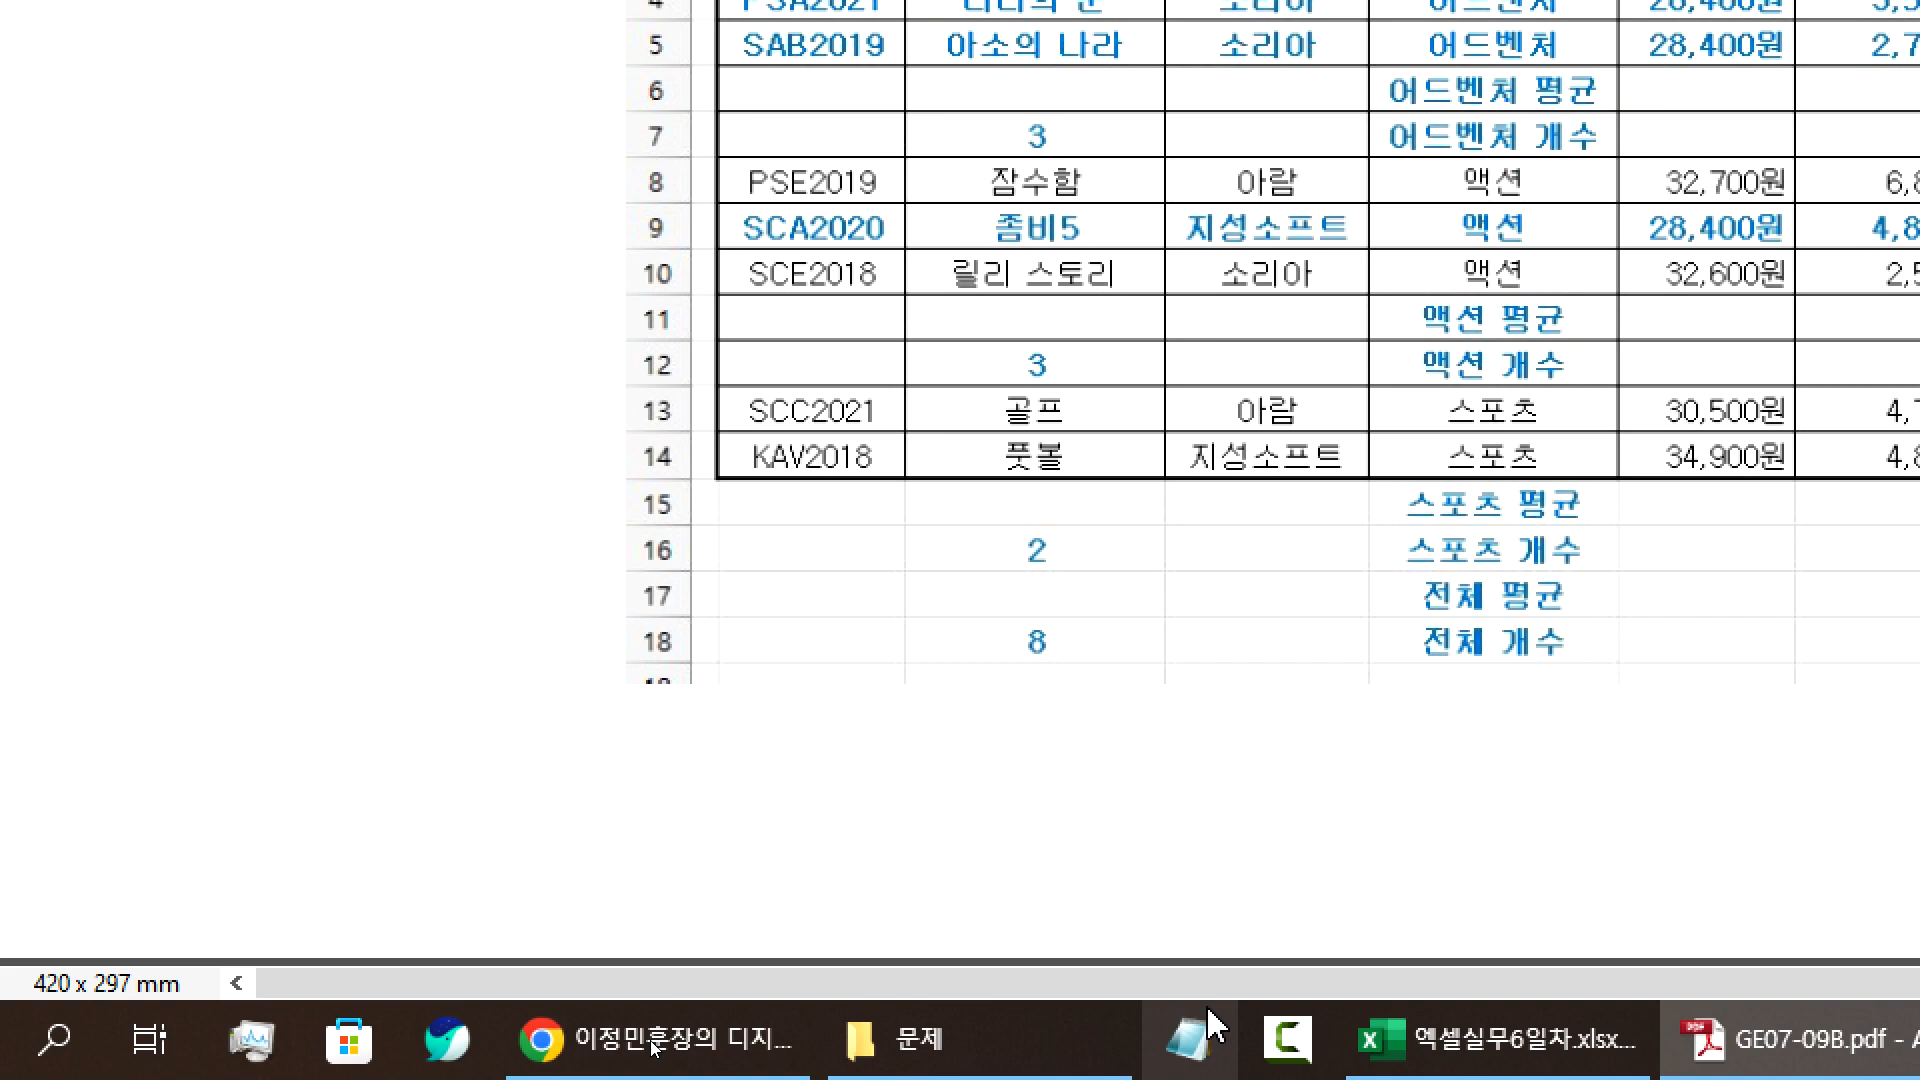 5 SAB2019 아소의 나라 소리아 어드벤처 28,400원
6 어드벤처 평균
7 3 어드벤처 개수
8 PSE2019 잠수함 아람 액션 32,700원
9 SCA2020 좀비5 지성소프트 액션 28,400원
10 SCE2018 릴리 스토리 소리아 액션 32,600원
11 액션 평균
12 3 액션 개수
13 SCC2021 골프 아람 스포츠 30,500원
14 KAV2018 풋볼 지성소프트 스포츠 34,900원
15 스포츠 평균
16 2 스포츠 개수
17 전체 평균
18 8 전체 개수
420 x 297 mm
이정민훈장의 디지... 문제 엑셀실무6일차.xlsx... GE07-09B.pdf -